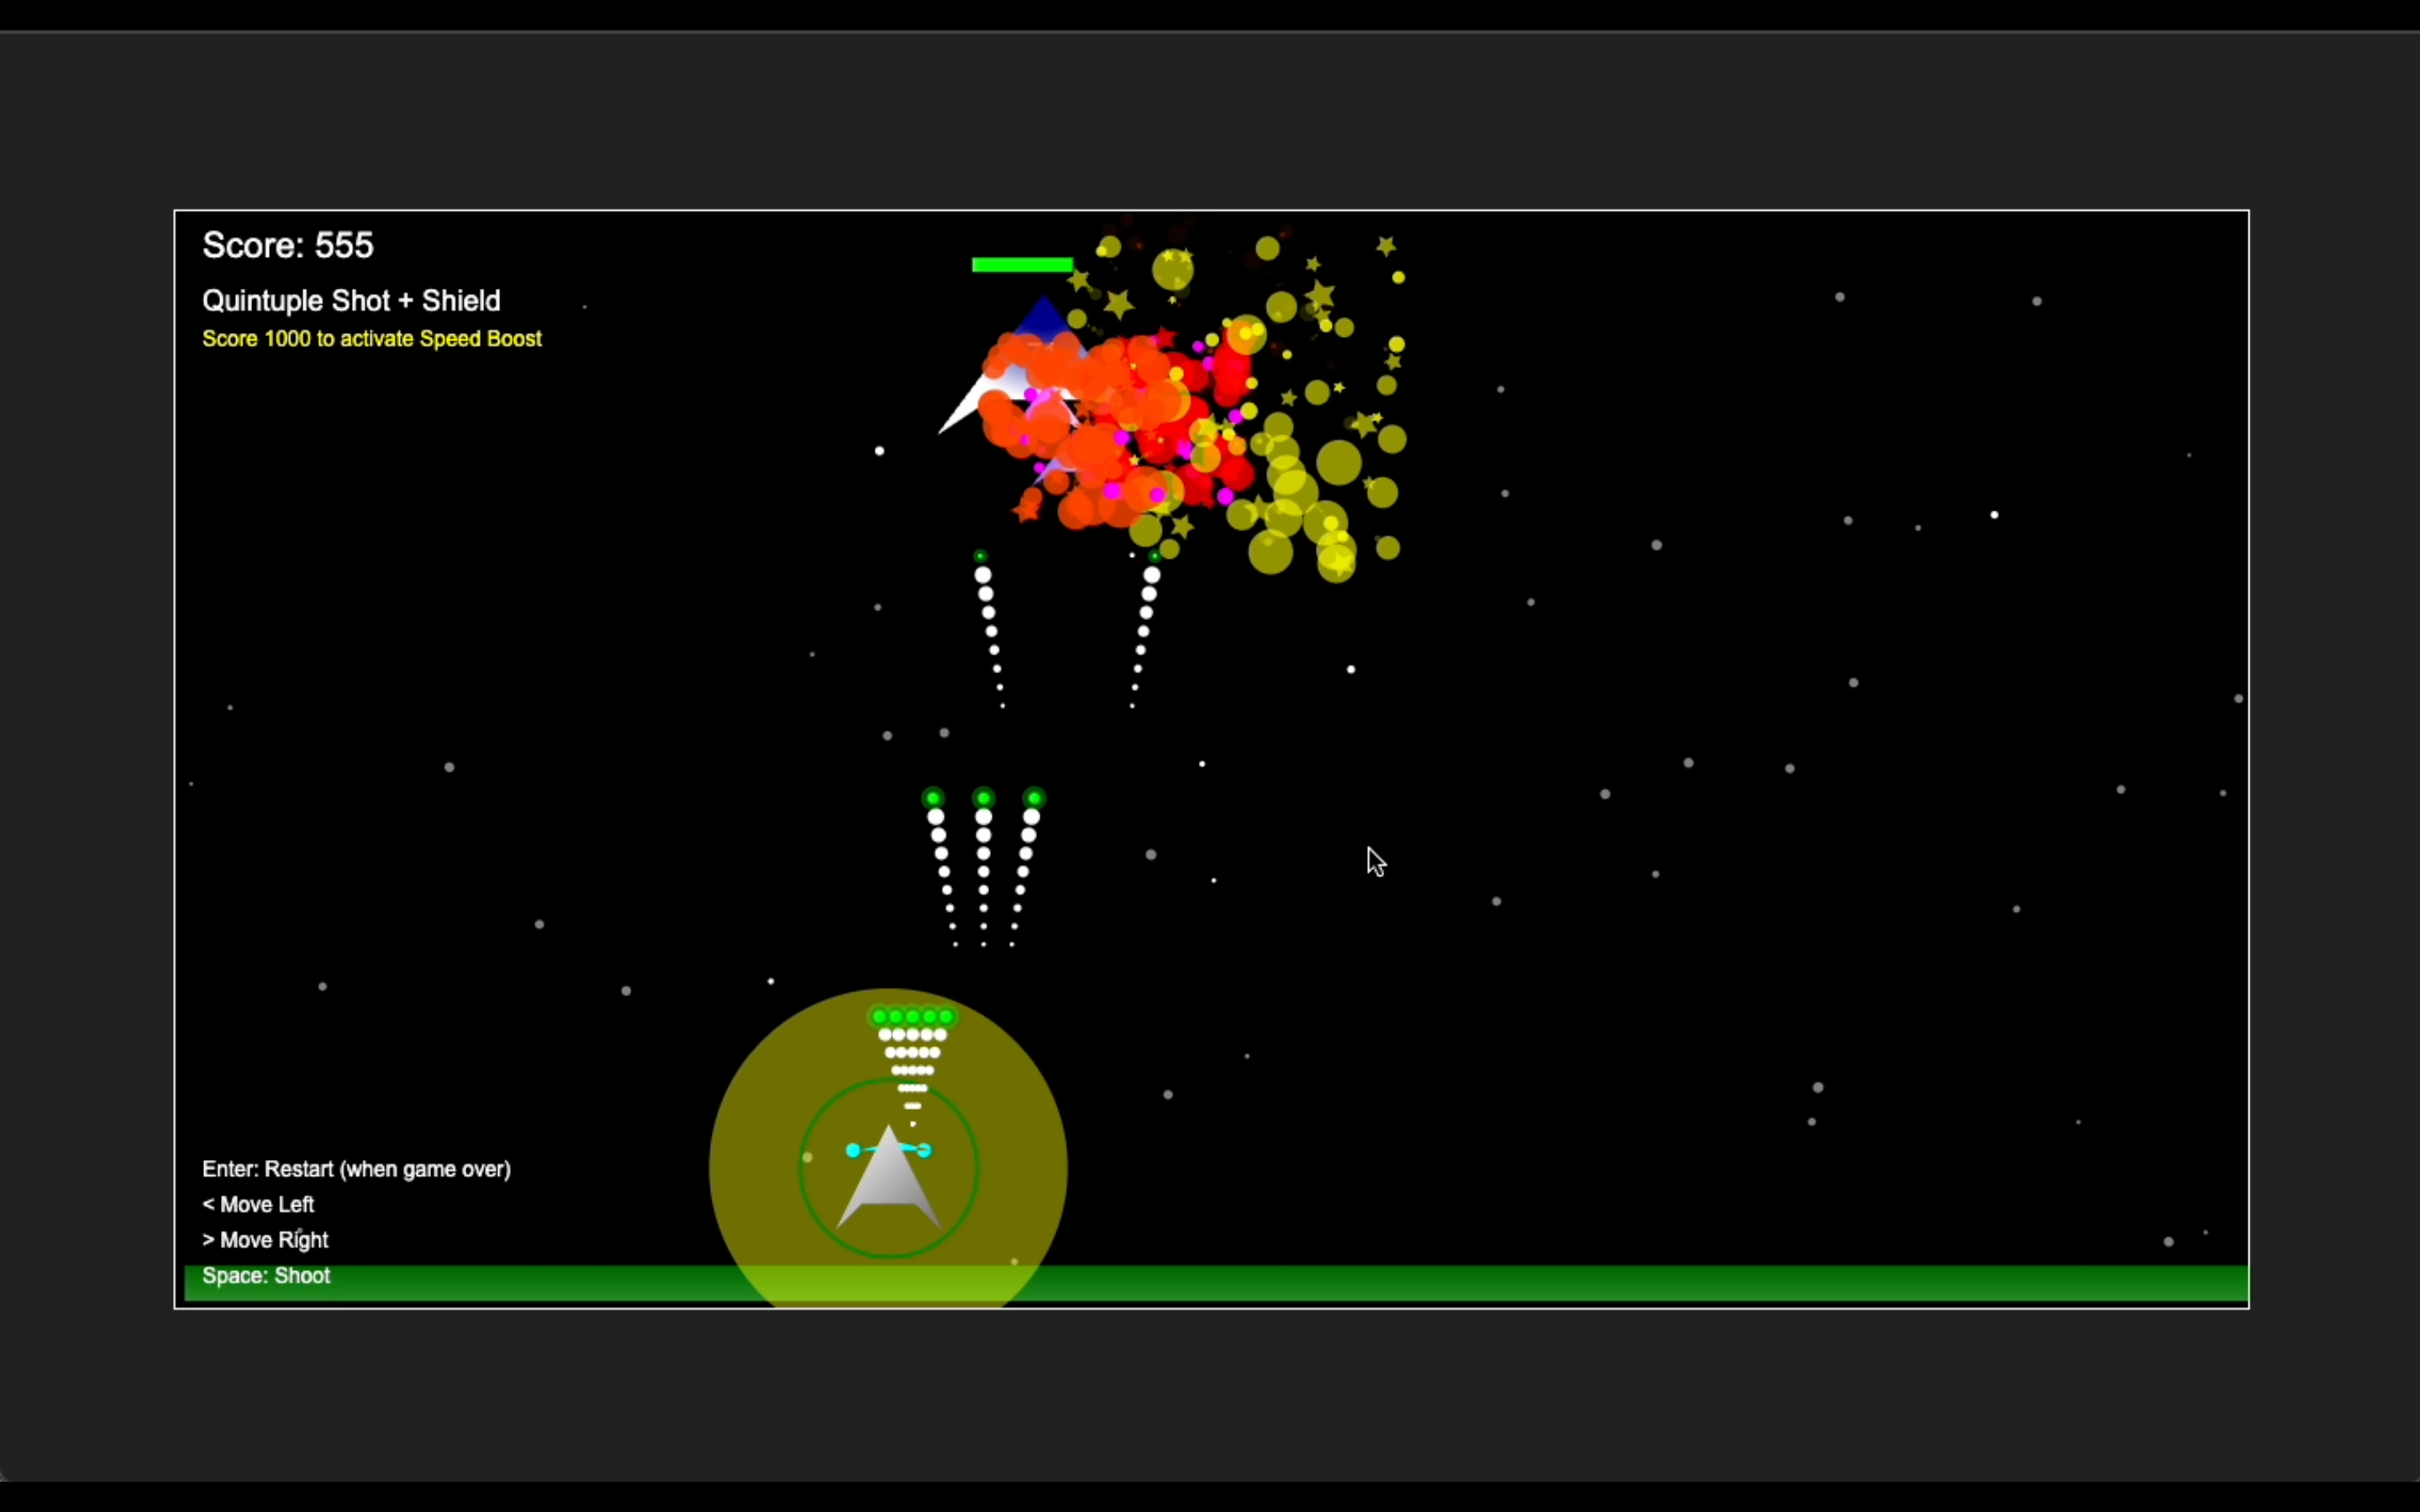 Score: 555
Quintuple Shot + Shield
Score 1000 to activate Speed Boost
Enter: Restart (when game over)
< Move Left
> Move Right
Space: Shoot